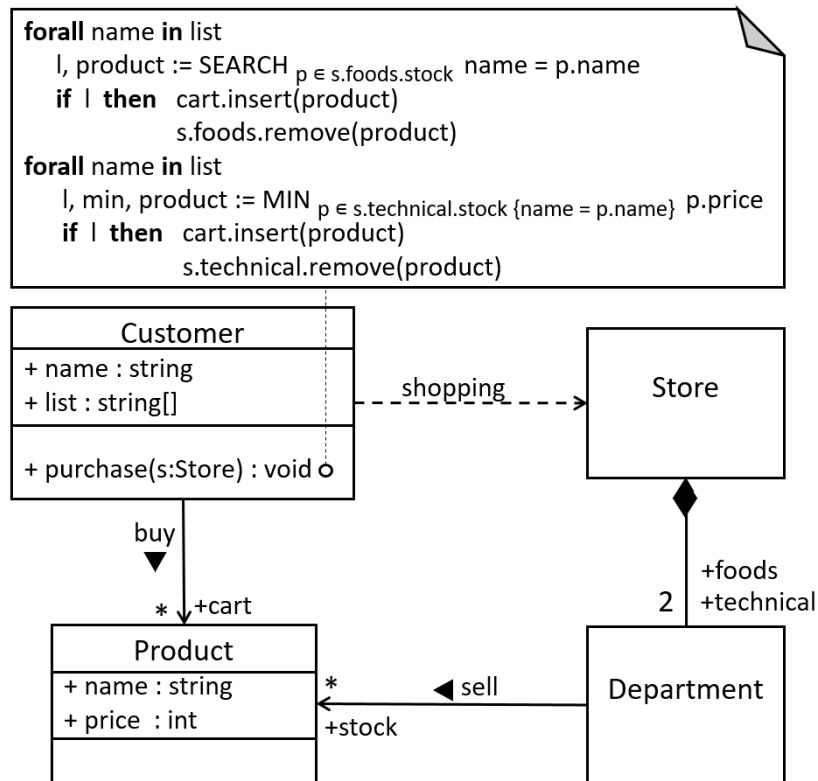 forall name in list
l, product := SEARCH p ∈ s.foods.stock name = p.name
if l then cart.insert(product)
s.foods.remove(product)
forall name in list
l, min, product := MIN p ∈ s.technical.stock {name = p.name} p.price
if l then cart.insert(product)
s.technical.remove(product)
Customer
+ name : string
+ list : string[]
+ purchase(s:Store) : void
shopping
Store
buy
* +cart
+foods
2 +technical
Product
+ name : string
+ price : int
*
sell
+stock
Department